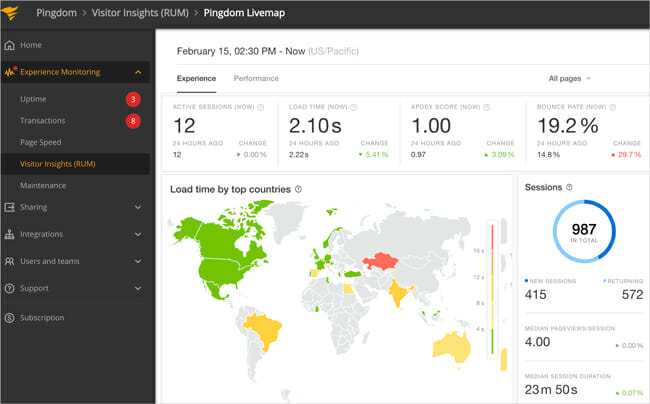 Pingdom > Visitor Insights (RUM) > Pingdom Livemap
Home
Experience Monitoring
Uptime 3
Transactions 8
Page Speed
Visitor Insights (RUM)
Maintenance
Sharing
Integrations
Users and teams
Support
Subscription
February 15, 02:30 PM - Now (US/Pacific)
Experience Performance All pages
ACTIVE SESSIONS (NOW) ?
12
24 HOURS AGO CHANGE
12 0.00%
LOAD TIME (NOW) ?
2.10s
24 HOURS AGO CHANGE
2.22s 5.41%
APDEX SCORE (NOW) ?
1.00
24 HOURS AGO CHANGE
0.97 3.09%
BOUNCE RATE (NOW) ?
19.2%
24 HOURS AGO CHANGE
14.8% 29.7%
Load time by top countries ?
16 s
12 s
8 s
4 s
Sessions ?
987
IN TOTAL
NEW SESSIONS RETURNING
415 572
MEDIAN PAGEVIEWS/SESSION
4.00 0.00%
MEDIAN SESSION DURATION
23m 50s 0.07%